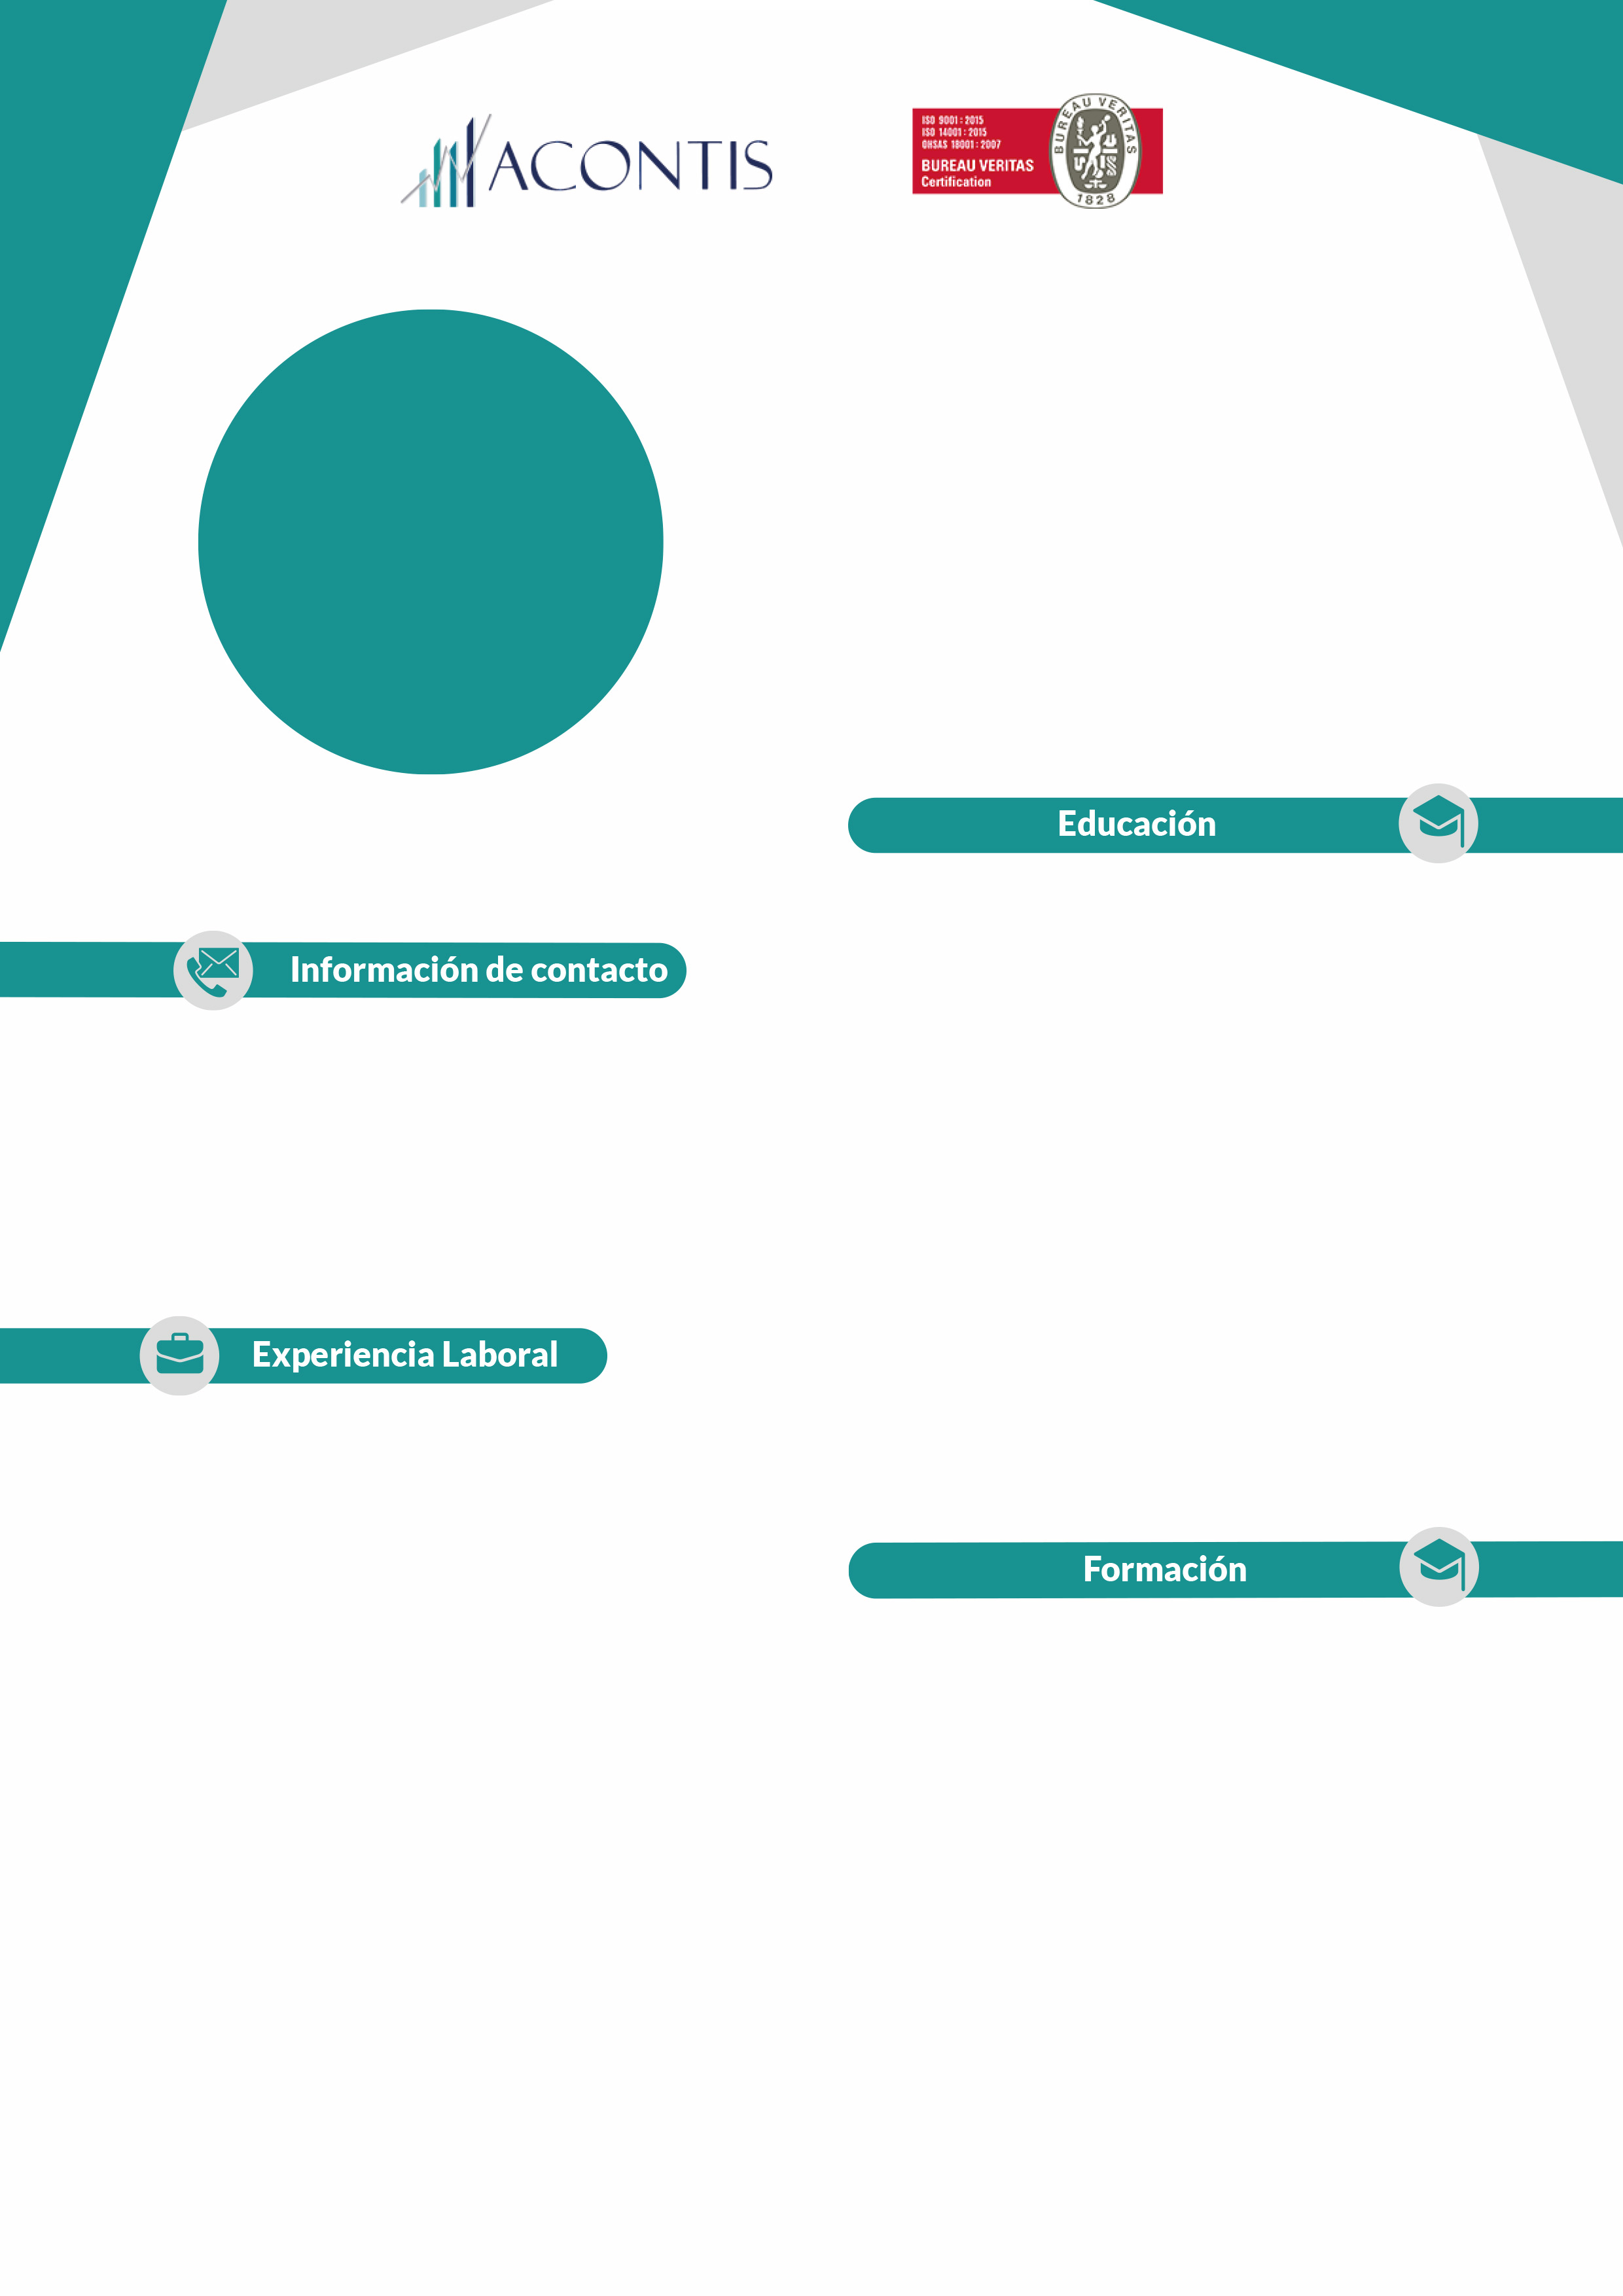 ACONTIS
ISO 9001 : 2015
ISO 14001 : 2015
OHSAS 18001 : 2007
BUREAU VERITAS
Certification
BUREAU VERITAS
1828
Educación
Información de contacto
Experiencia Laboral
Formación